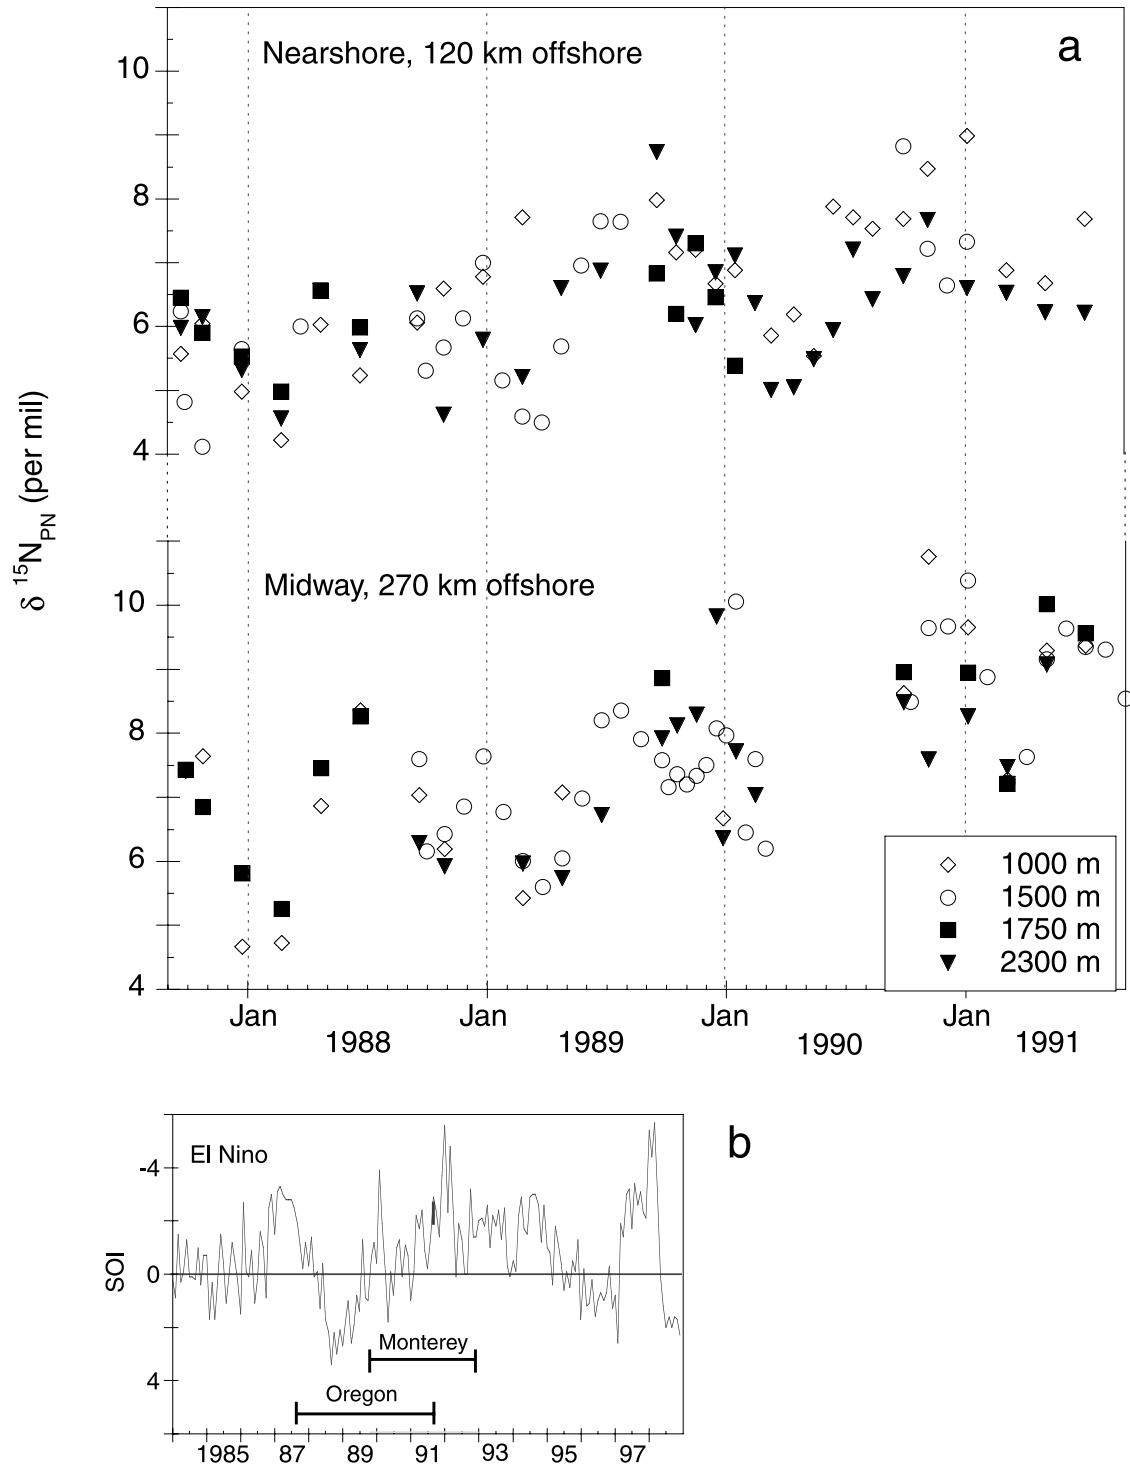 Nearshore, 120 km offshore
a
10
8
6
4
δ 15NPN (per mil)
Midway, 270 km offshore
10
8
6
4
1000 m
1500 m
1750 m
2300 m
Jan Jan Jan Jan
1988 1989 1990 1991
b
El Nino
-4
0
4
SOI
Monterey
Oregon
1985 87 89 91 93 95 97